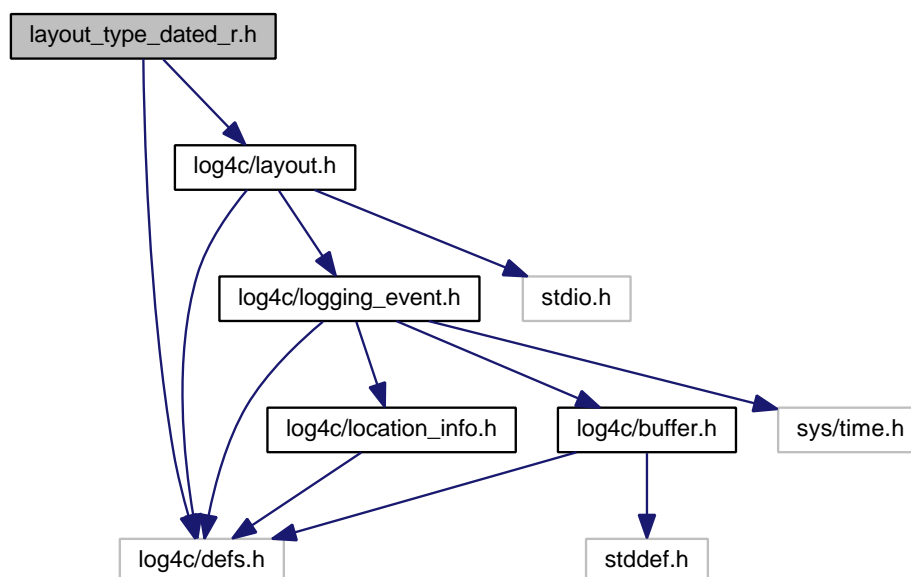 layout_type_dated_r.h
log4c/layout.h
log4c/logging_event.h
stdio.h
log4c/location_info.h
log4c/buffer.h
sys/time.h
log4c/defs.h
stddef.h